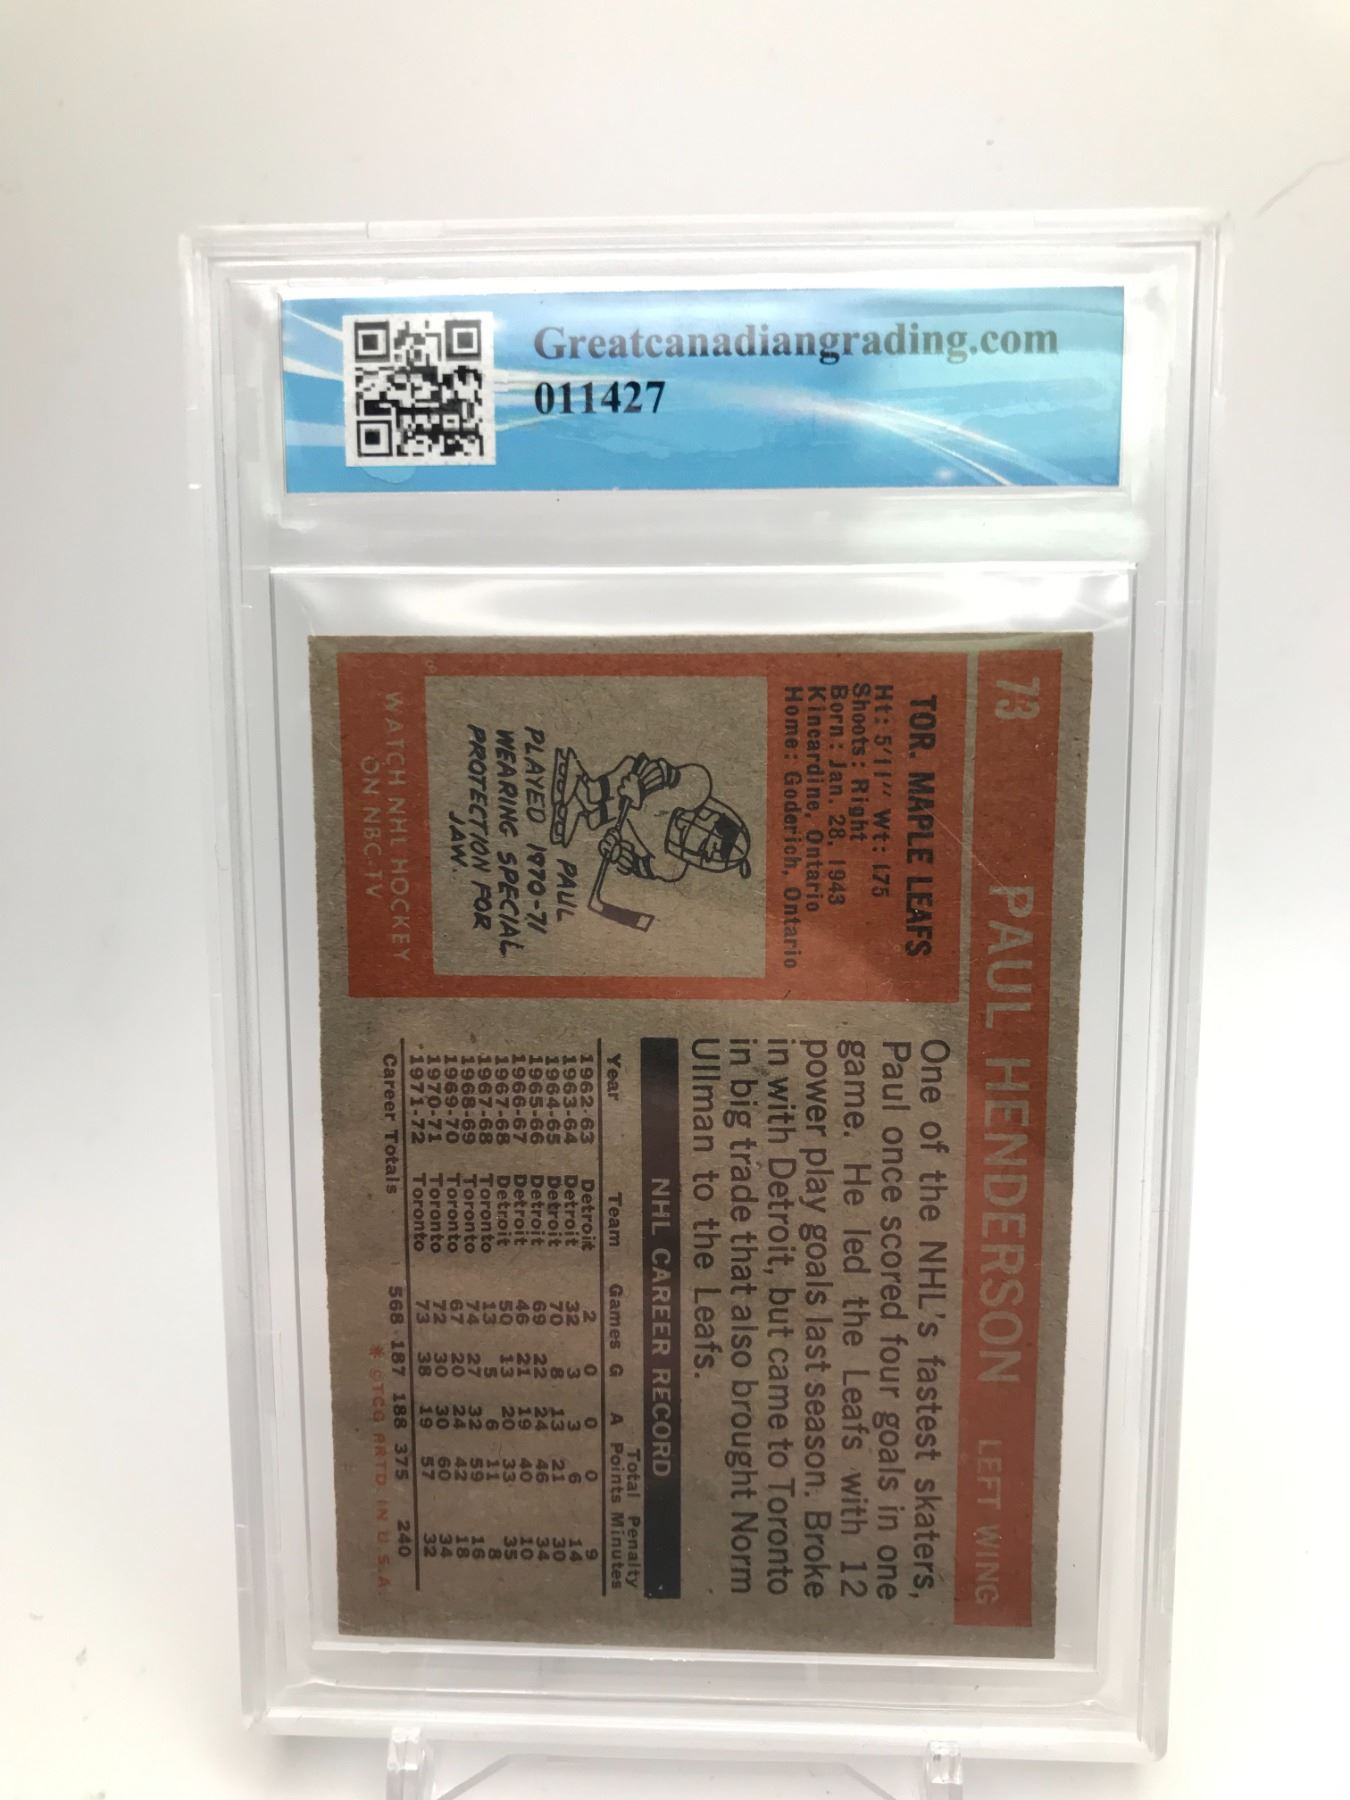 Greatcanadiangrading.com
011427
73 PAUL HENDERSON LEFT WING
TOR. MAPLE LEAFS
Ht: 5'11" Wt: 175
Shoots: Right
Born: Jan. 28, 1943
Kincardine, Ontario
Home: Goderich, Ontario
PAUL
PLAYED 1970-71
WEARING SPECIAL
PROTECTION FOR
JAW.
WATCH NHL HOCKEY
ON NBC-TV
One of the NHL's fastest skaters,
Paul once scored four goals in one
game. He led the Leafs with 12
power play goals last season. Broke
in with Detroit, but came to Toronto
in big trade that also brought Norm
Ullman to the Leafs.
NHL CAREER RECORD
Total Penalty
Year Team Games G A Points Minutes
1962-63 Detroit 2 0 0 0 9
1963-64 Detroit 32 3 3 6 14
1964-65 Detroit 70 8 13 21 30
1965-66 Detroit 69 22 24 46 34
1966-67 Detroit 46 21 19 40 10
1967-68 Detroit 50 13 20 33 35
1967-68 Toronto 13 5 6 11 8
1968-69 Toronto 74 27 32 59 16
1969-70 Toronto 67 20 24 42 18
1970-71 Toronto 72 30 30 60 34
1971-72 Toronto 73 38 19 57 32
Career Totals 568 187 188 375 240
* ©TCG PRTD. IN U.S.A.